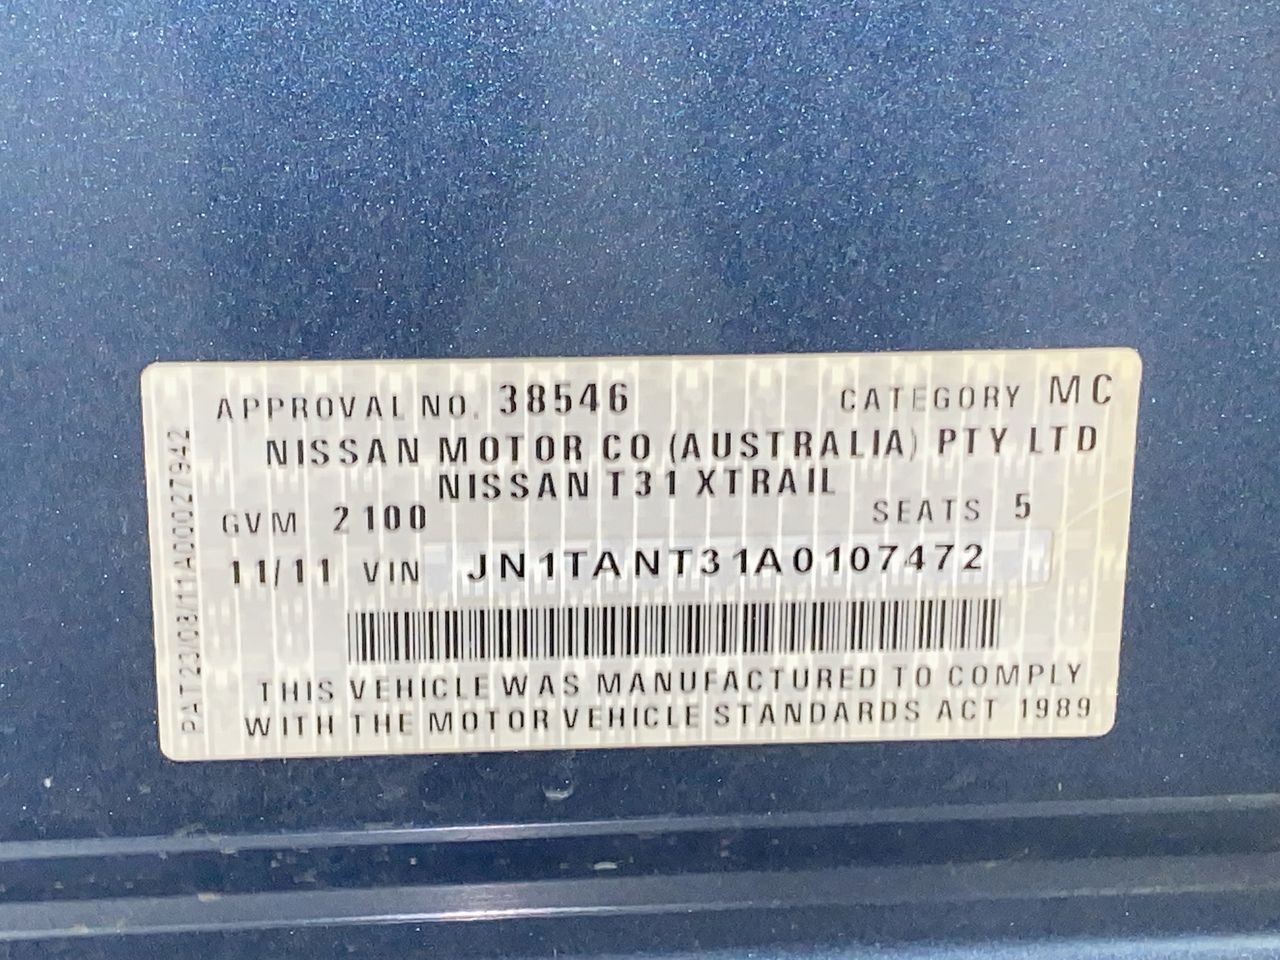 APPROVAL NO. 38546 CATEGORY MC
NISSAN MOTOR CO (AUSTRALIA) PTY LTD
NISSAN T31 XTRAIL
GVM 2100 SEATS 5
11/11 VIN JN1TANT31A0107472
THIS VEHICLE WAS MANUFACTURED TO COMPLY
WITH THE MOTOR VEHICLE STANDARDS ACT 1989
PAT23/08/11A00027942